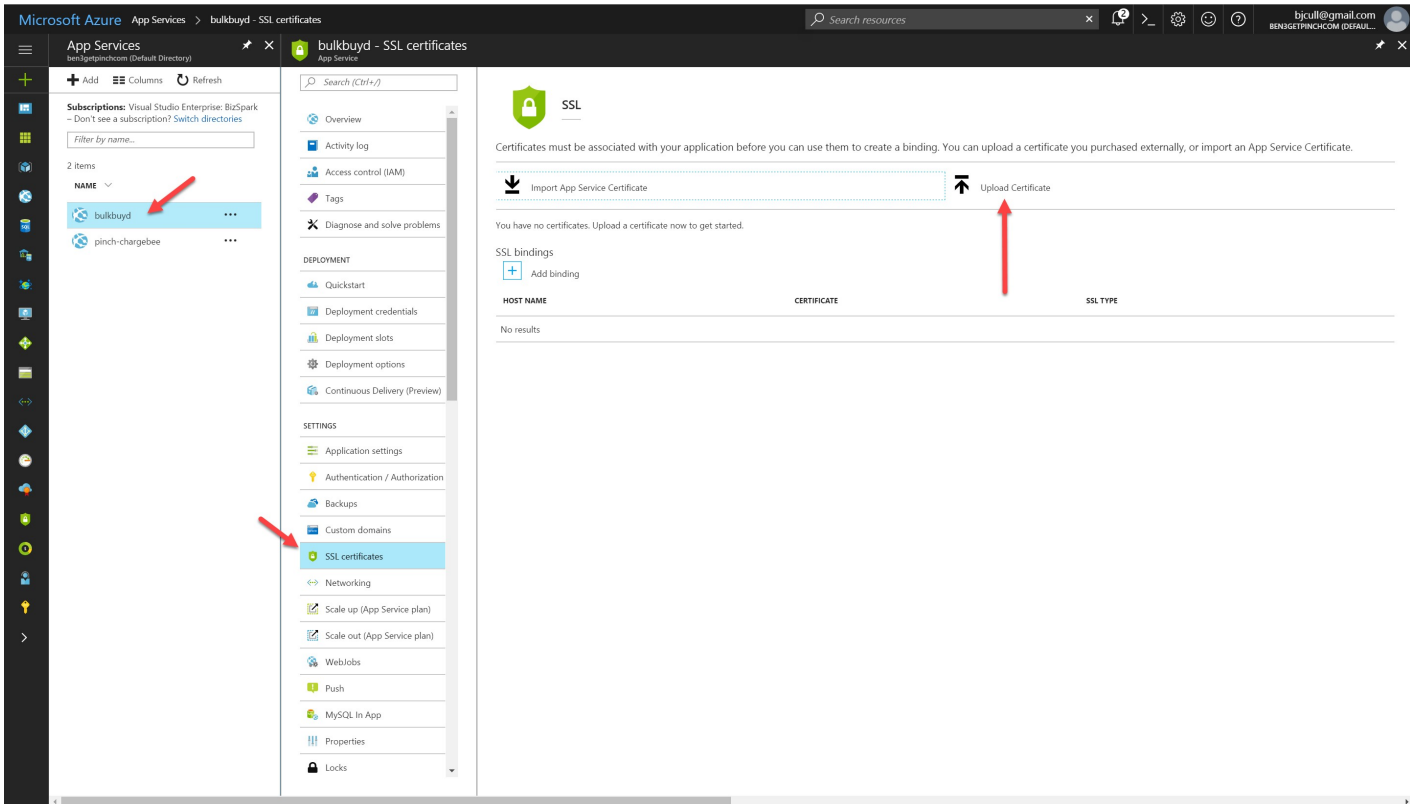 Microsoft Azure App Services > bulkbuyd - SSL certificates
Search resources
2
bjcull@gmail.com
BEN3GETPINCHCOM (DEFAUL...
App Services
ben3getpinchcom (Default Directory)
Add Columns Refresh
Subscriptions: Visual Studio Enterprise: BizSpark
– Don't see a subscription? Switch directories
Filter by name...
2 items
NAME
bulkbuyd
pinch-chargebee
bulkbuyd - SSL certificates
App Service
Search (Ctrl+/)
Overview
Activity log
Access control (IAM)
Tags
Diagnose and solve problems
DEPLOYMENT
Quickstart
Deployment credentials
Deployment slots
Deployment options
Continuous Delivery (Preview)
SETTINGS
Application settings
Authentication / Authorization
Backups
Custom domains
SSL certificates
Networking
Scale up (App Service plan)
Scale out (App Service plan)
WebJobs
Push
MySQL In App
Properties
Locks
SSL
Certificates must be associated with your application before you can use them to create a binding. You can upload a certificate you purchased externally, or import an App Service Certificate.
Import App Service Certificate
Upload Certificate
You have no certificates. Upload a certificate now to get started.
SSL bindings
Add binding
HOST NAME CERTIFICATE SSL TYPE
No results